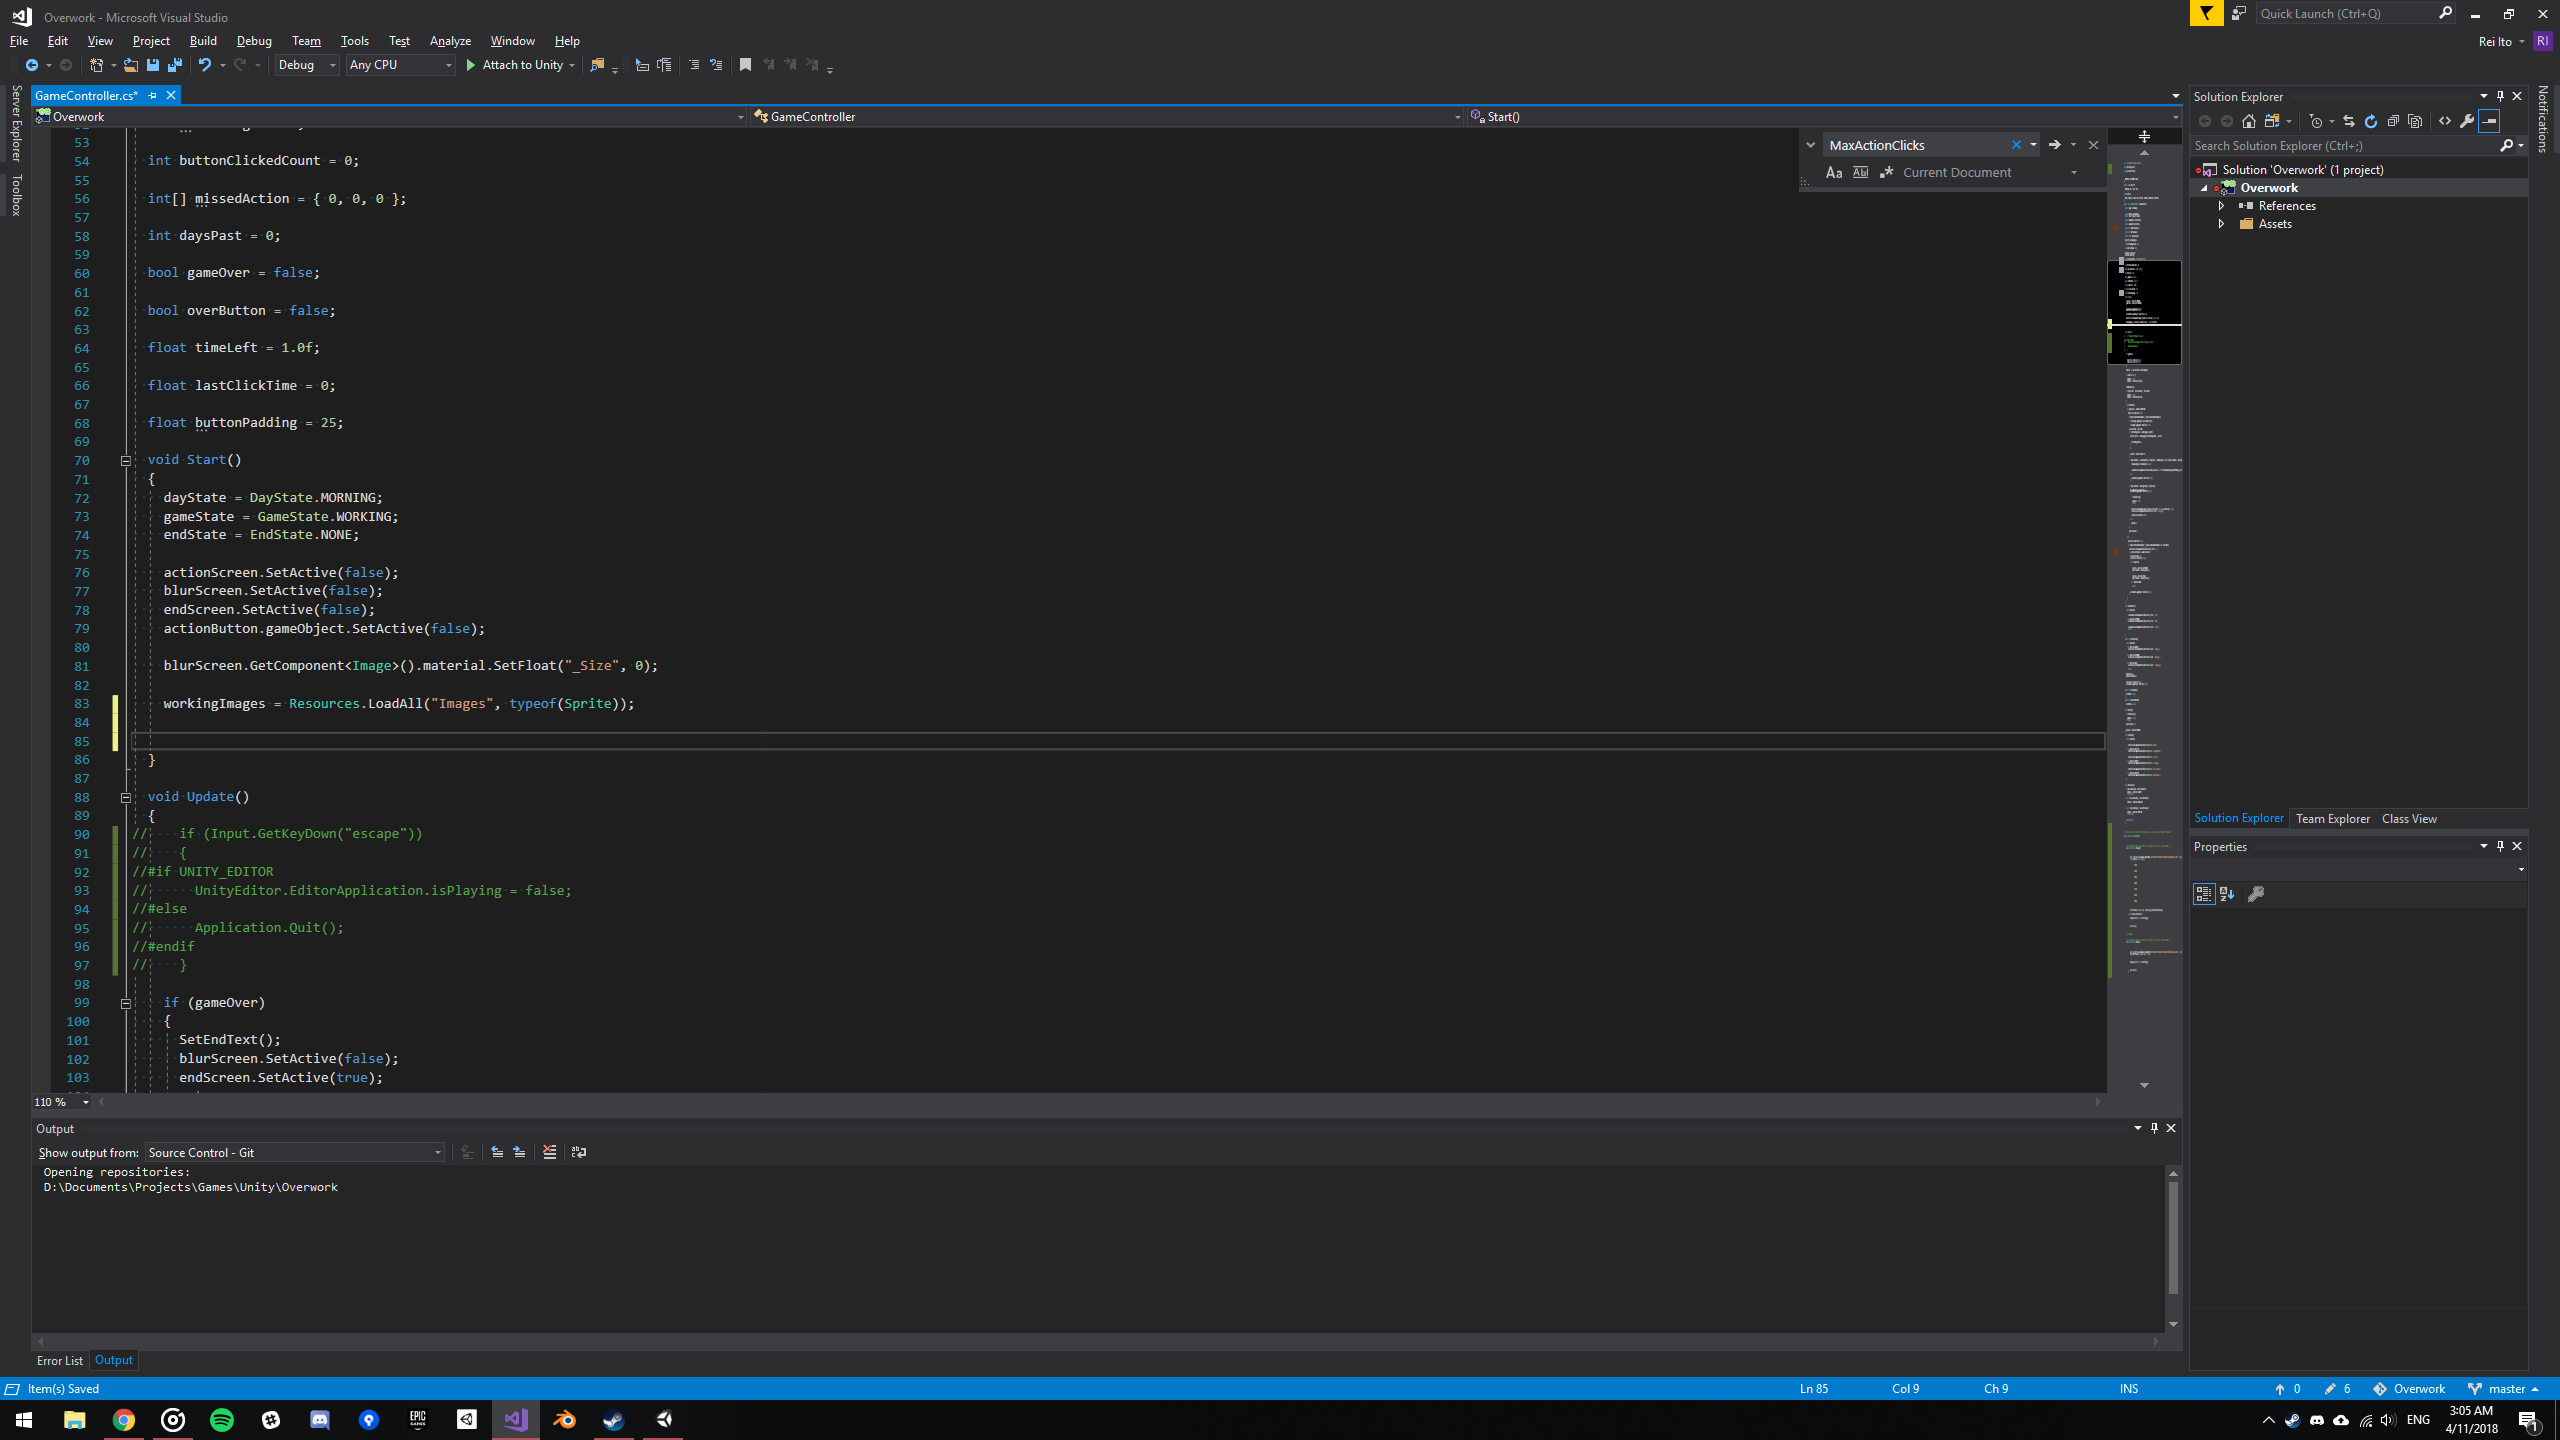 Overwork - Microsoft Visual Studio
Quick Launch (Ctrl+Q)
File Edit View Project Build Debug Team Tools Test Analyze Window Help
Rei Ito RI
Debug Any CPU Attach to Unity
Server Explorer
Toolbox
Notifications
GameController.cs*
Overwork GameController Start()
MaxActionClicks
Aa Ab Current Document
53
54 int buttonClickedCount = 0;
55
56 int[] missedAction = { 0, 0, 0 };
57
58 int daysPast = 0;
59
60 bool gameOver = false;
61
62 bool overButton = false;
63
64 float timeLeft = 1.0f;
65
66 float lastClickTime = 0;
67
68 float buttonPadding = 25;
69
70 void Start()
71 {
72 dayState = DayState.MORNING;
73 gameState = GameState.WORKING;
74 endState = EndState.NONE;
75
76 actionScreen.SetActive(false);
77 blurScreen.SetActive(false);
78 endScreen.SetActive(false);
79 actionButton.gameObject.SetActive(false);
80
81 blurScreen.GetComponent<Image>().material.SetFloat("_Size", 0);
82
83 workingImages = Resources.LoadAll("Images", typeof(Sprite));
84
85
86 }
87
88 void Update()
89 {
90 // if (Input.GetKeyDown("escape"))
91 // {
92 //#if UNITY_EDITOR
93 // UnityEditor.EditorApplication.isPlaying = false;
94 //#else
95 // Application.Quit();
96 //#endif
97 // }
98
99 if (gameOver)
100 {
101 SetEndText();
102 blurScreen.SetActive(false);
103 endScreen.SetActive(true);
110 %
Solution Explorer
Search Solution Explorer (Ctrl+;)
Solution 'Overwork' (1 project)
Overwork
References
Assets
Solution Explorer Team Explorer Class View
Properties
Output
Show output from: Source Control - Git
Opening repositories:
D:\Documents\Projects\Games\Unity\Overwork
Error List Output
Item(s) Saved Ln 85 Col 9 Ch 9 INS 0 6 Overwork master
EPIC GAMES
ENG
3:05 AM
4/11/2018
1